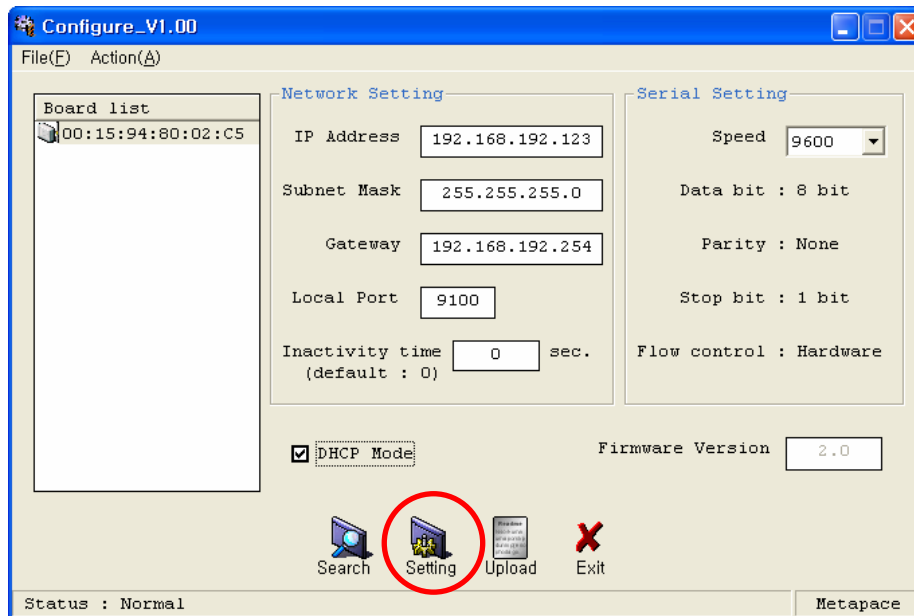 Configure_V1.00
File(F) Action(A)
Board list
00:15:94:80:02:C5
Network Setting
IP Address 192.168.192.123
Subnet Mask 255.255.255.0
Gateway 192.168.192.254
Local Port 9100
Inactivity time 0 sec.
(default : 0)
Serial Setting
Speed 9600
Data bit : 8 bit
Parity : None
Stop bit : 1 bit
Flow control : Hardware
DHCP Mode
Firmware Version 2.0
Search Setting Upload Exit
Status : Normal Metapace